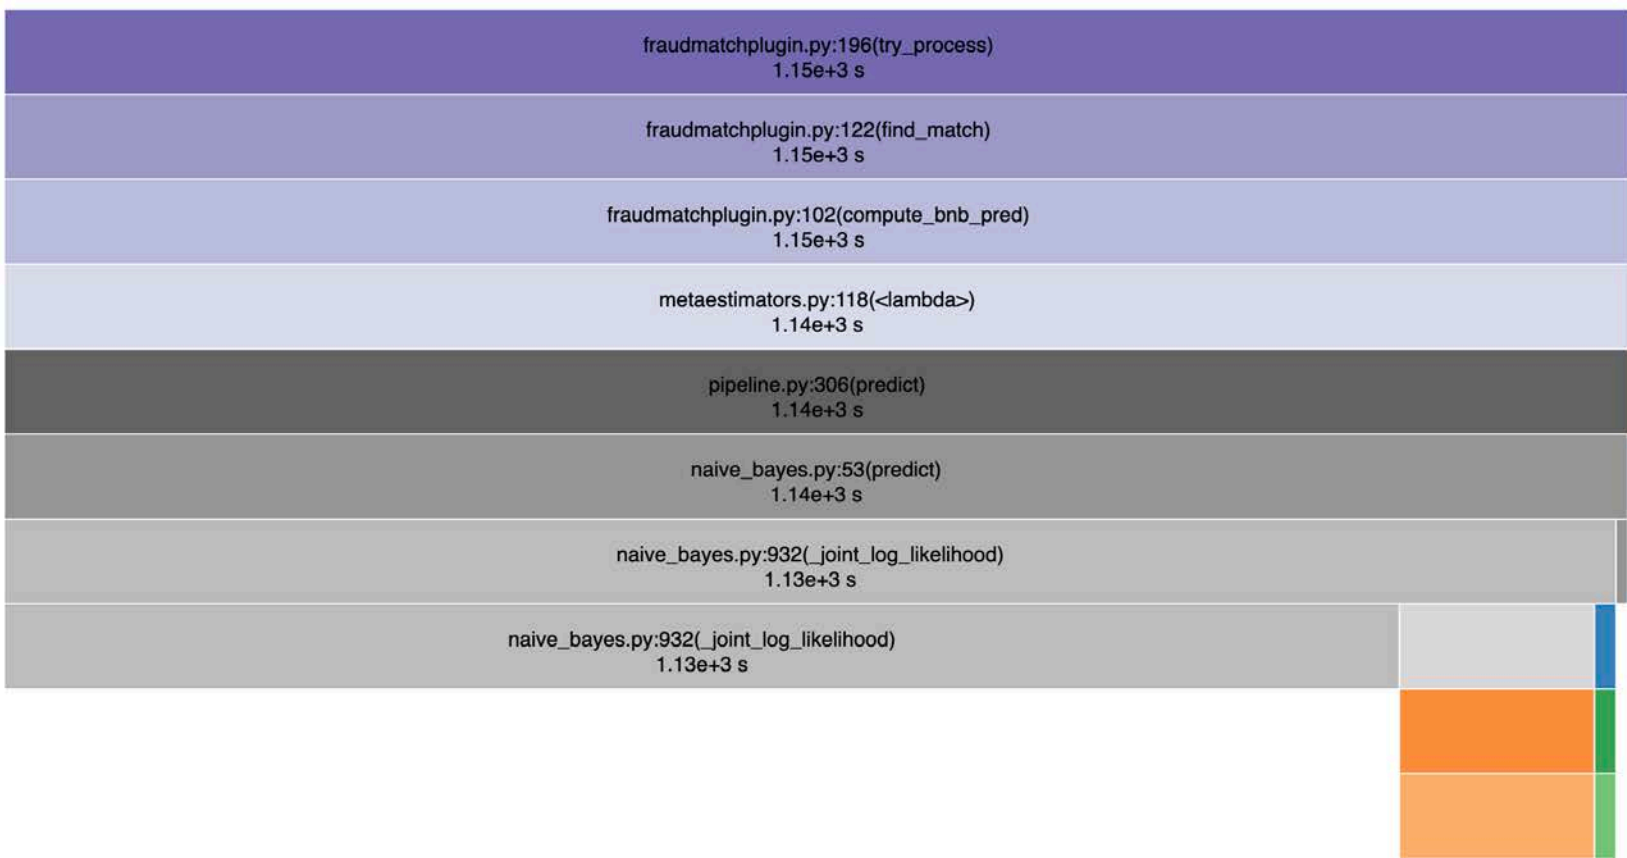 fraudmatchplugin.py:196(try_process)
1.15e+3 s
fraudmatchplugin.py:122(find_match)
1.15e+3 s
fraudmatchplugin.py:102(compute_bnb_pred)
1.15e+3 s
metaestimators.py:118(<lambda>)
1.14e+3 s
pipeline.py:306(predict)
1.14e+3 s
naive_bayes.py:53(predict)
1.14e+3 s
naive_bayes.py:932(_joint_log_likelihood)
1.13e+3 s
naive_bayes.py:932(_joint_log_likelihood)
1.13e+3 s